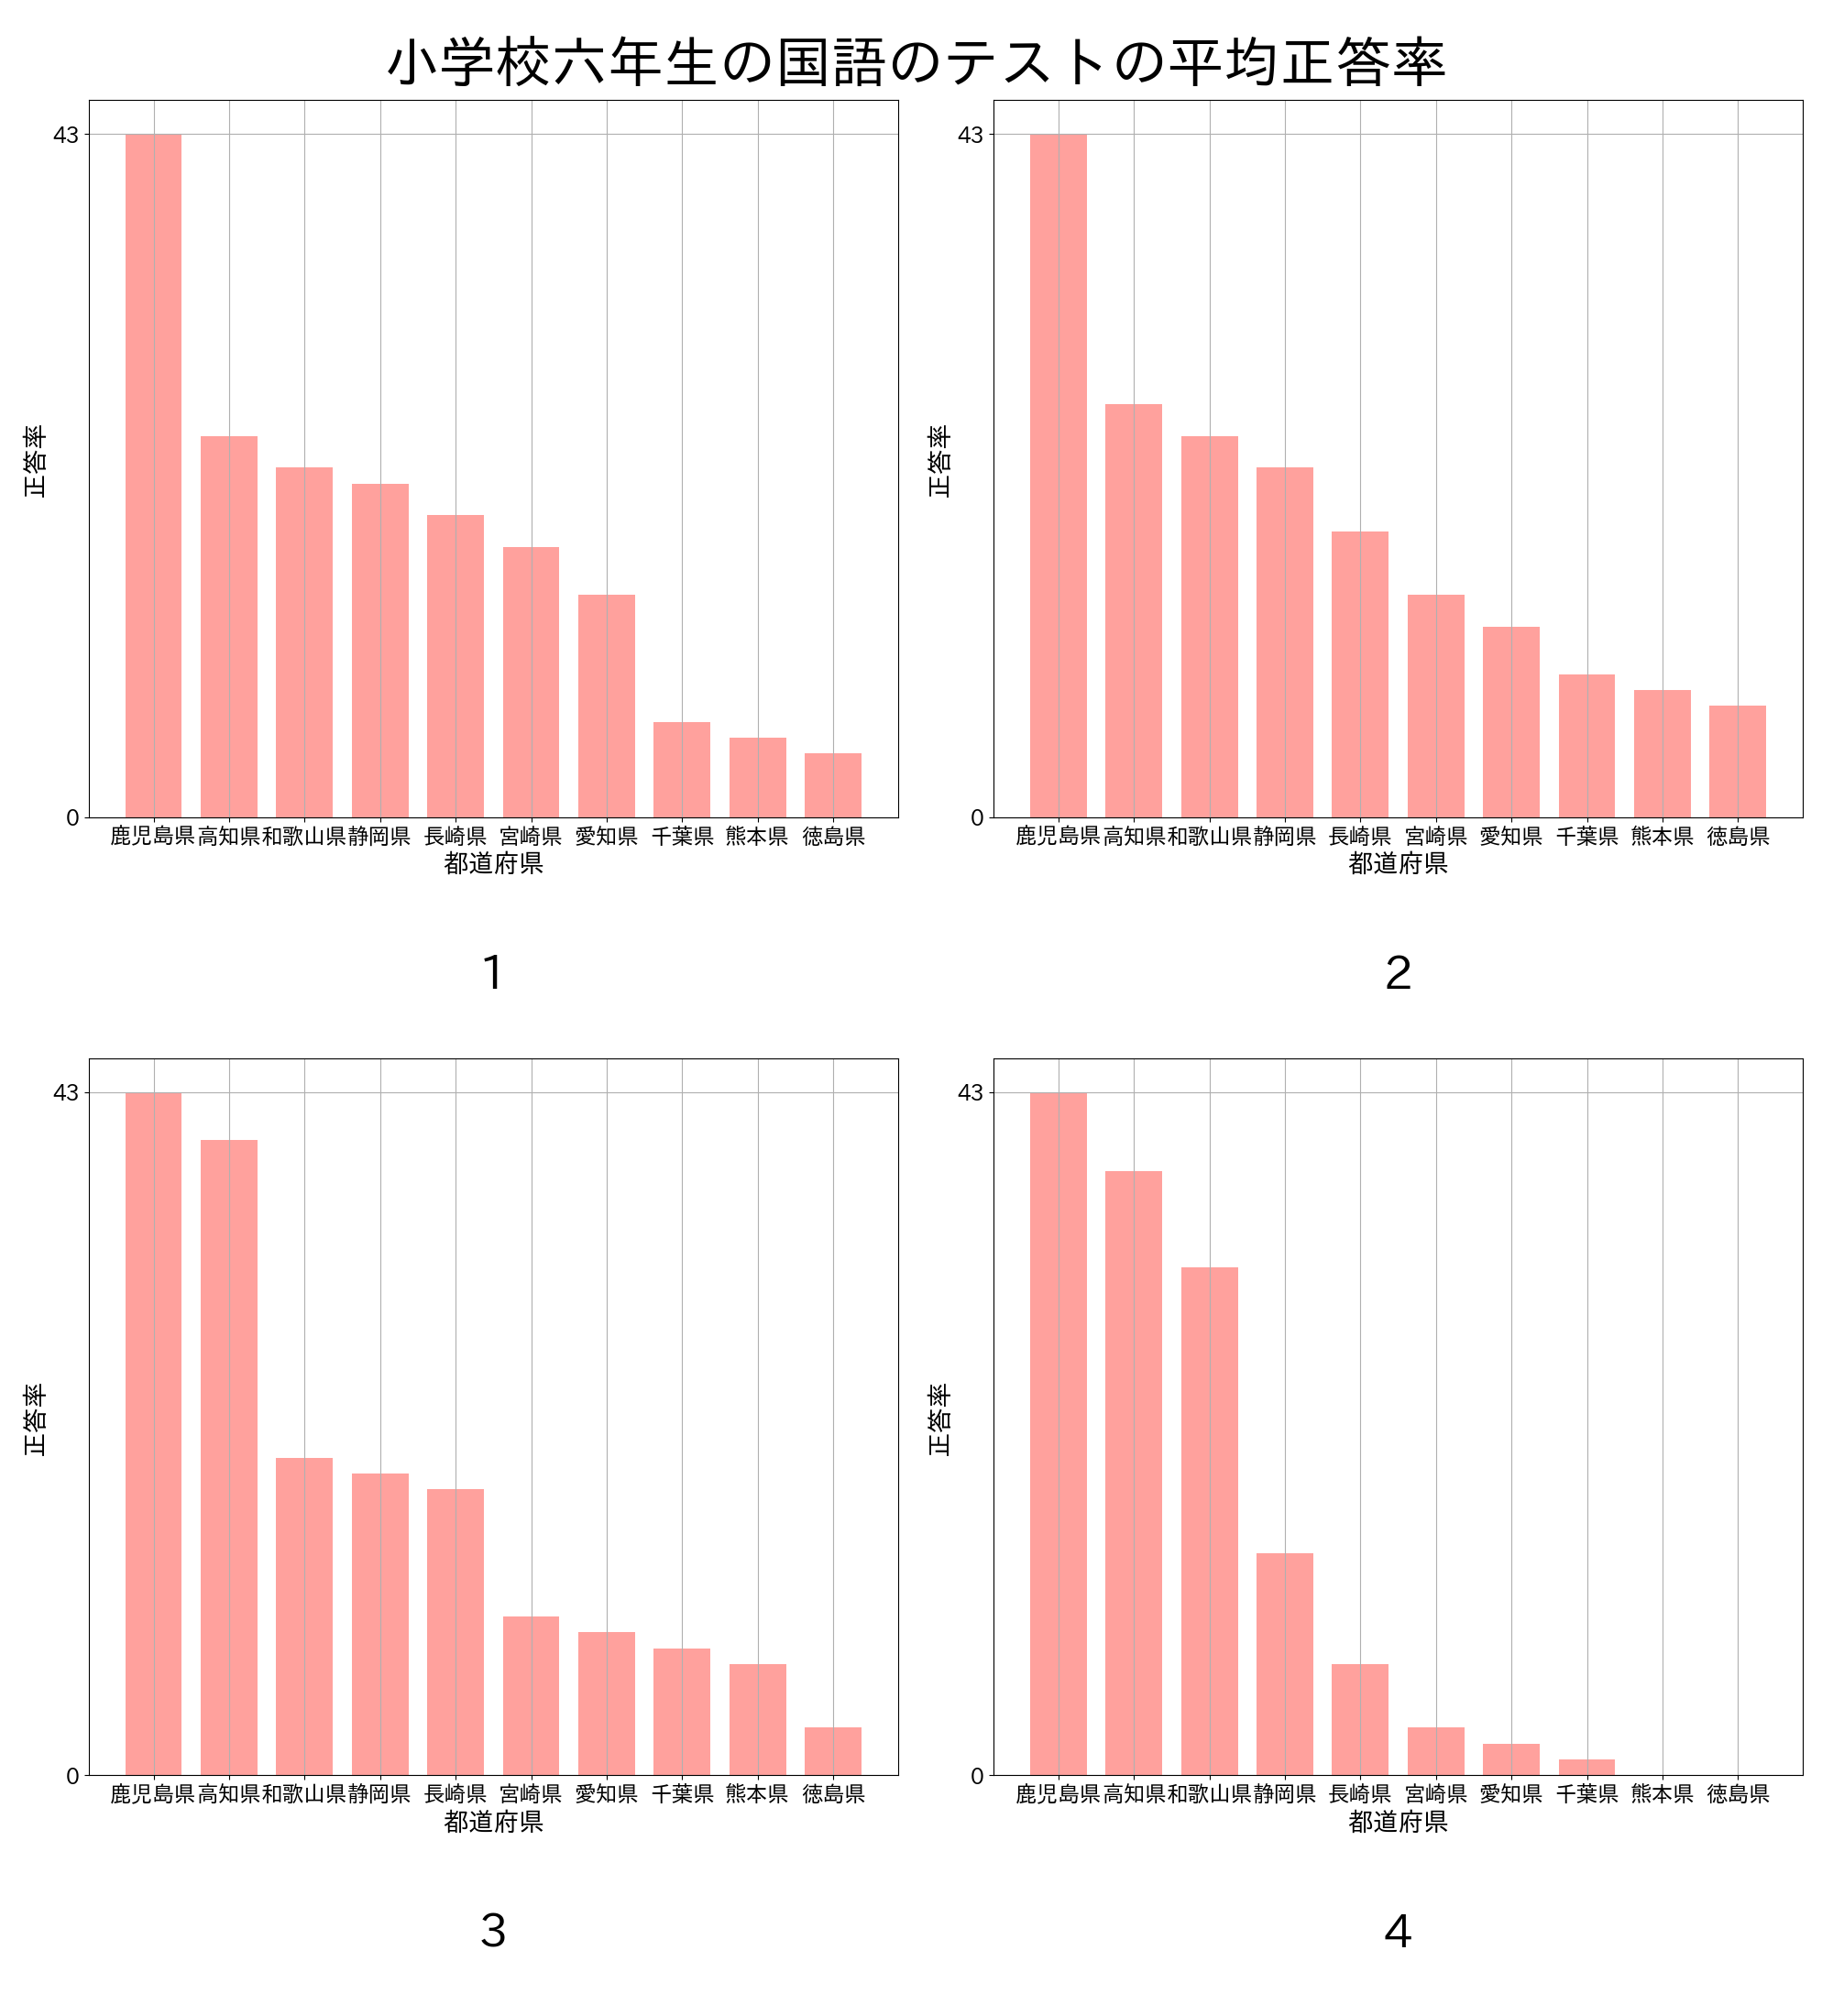 小学校六年生の国語のテストの平均正答率
43
0
正答率
鹿児島県 高知県 和歌山県 静岡県 長崎県 宮崎県 愛知県 千葉県 熊本県 徳島県
都道府県
1
43
0
正答率
鹿児島県 高知県 和歌山県 静岡県 長崎県 宮崎県 愛知県 千葉県 熊本県 徳島県
都道府県
2
43
0
正答率
鹿児島県 高知県 和歌山県 静岡県 長崎県 宮崎県 愛知県 千葉県 熊本県 徳島県
都道府県
3
43
0
正答率
鹿児島県 高知県 和歌山県 静岡県 長崎県 宮崎県 愛知県 千葉県 熊本県 徳島県
都道府県
4